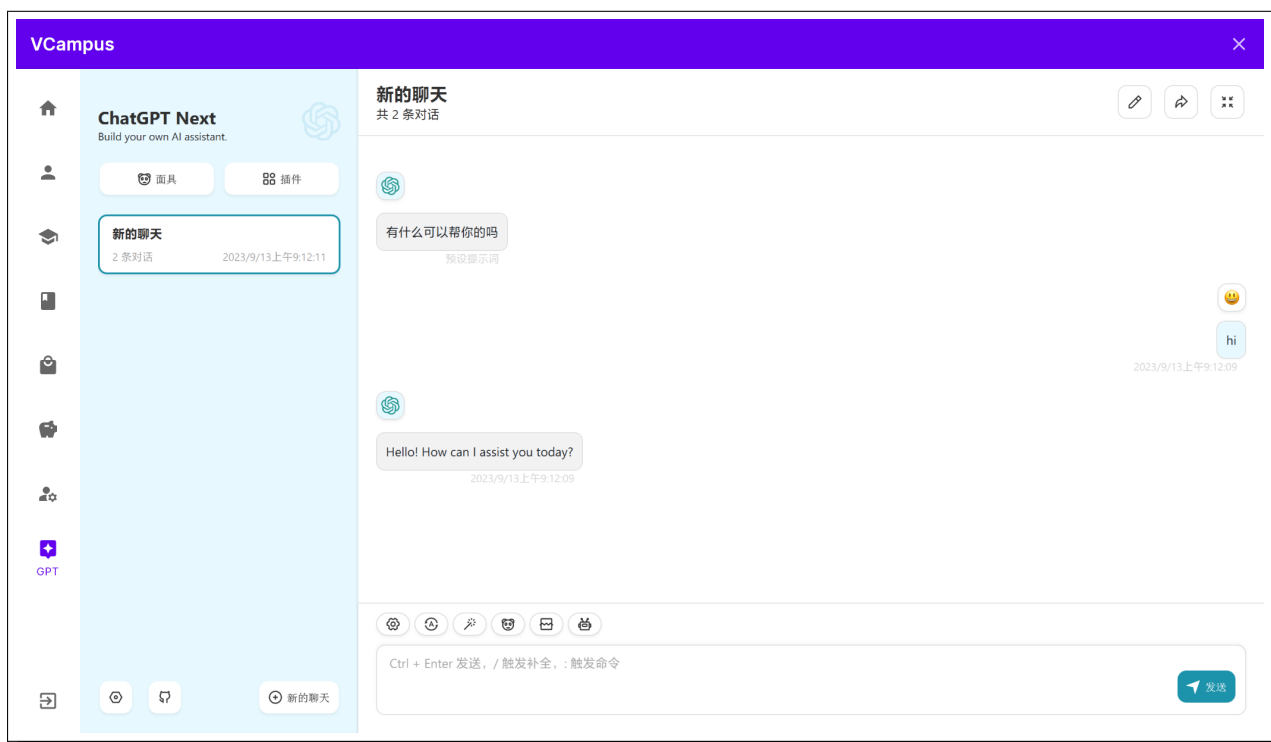 VCampus
ChatGPT Next
Build your own AI assistant.
面具
插件
新的聊天
2 条对话
2023/9/13上午9:12:11
GPT
新的聊天
新的聊天
共 2 条对话
有什么可以帮你的吗
预设提示词
hi
2023/9/13上午9:12:09
Hello! How can I assist you today?
2023/9/13上午9:12:09
Ctrl + Enter 发送，/ 触发补全，: 触发命令
发送